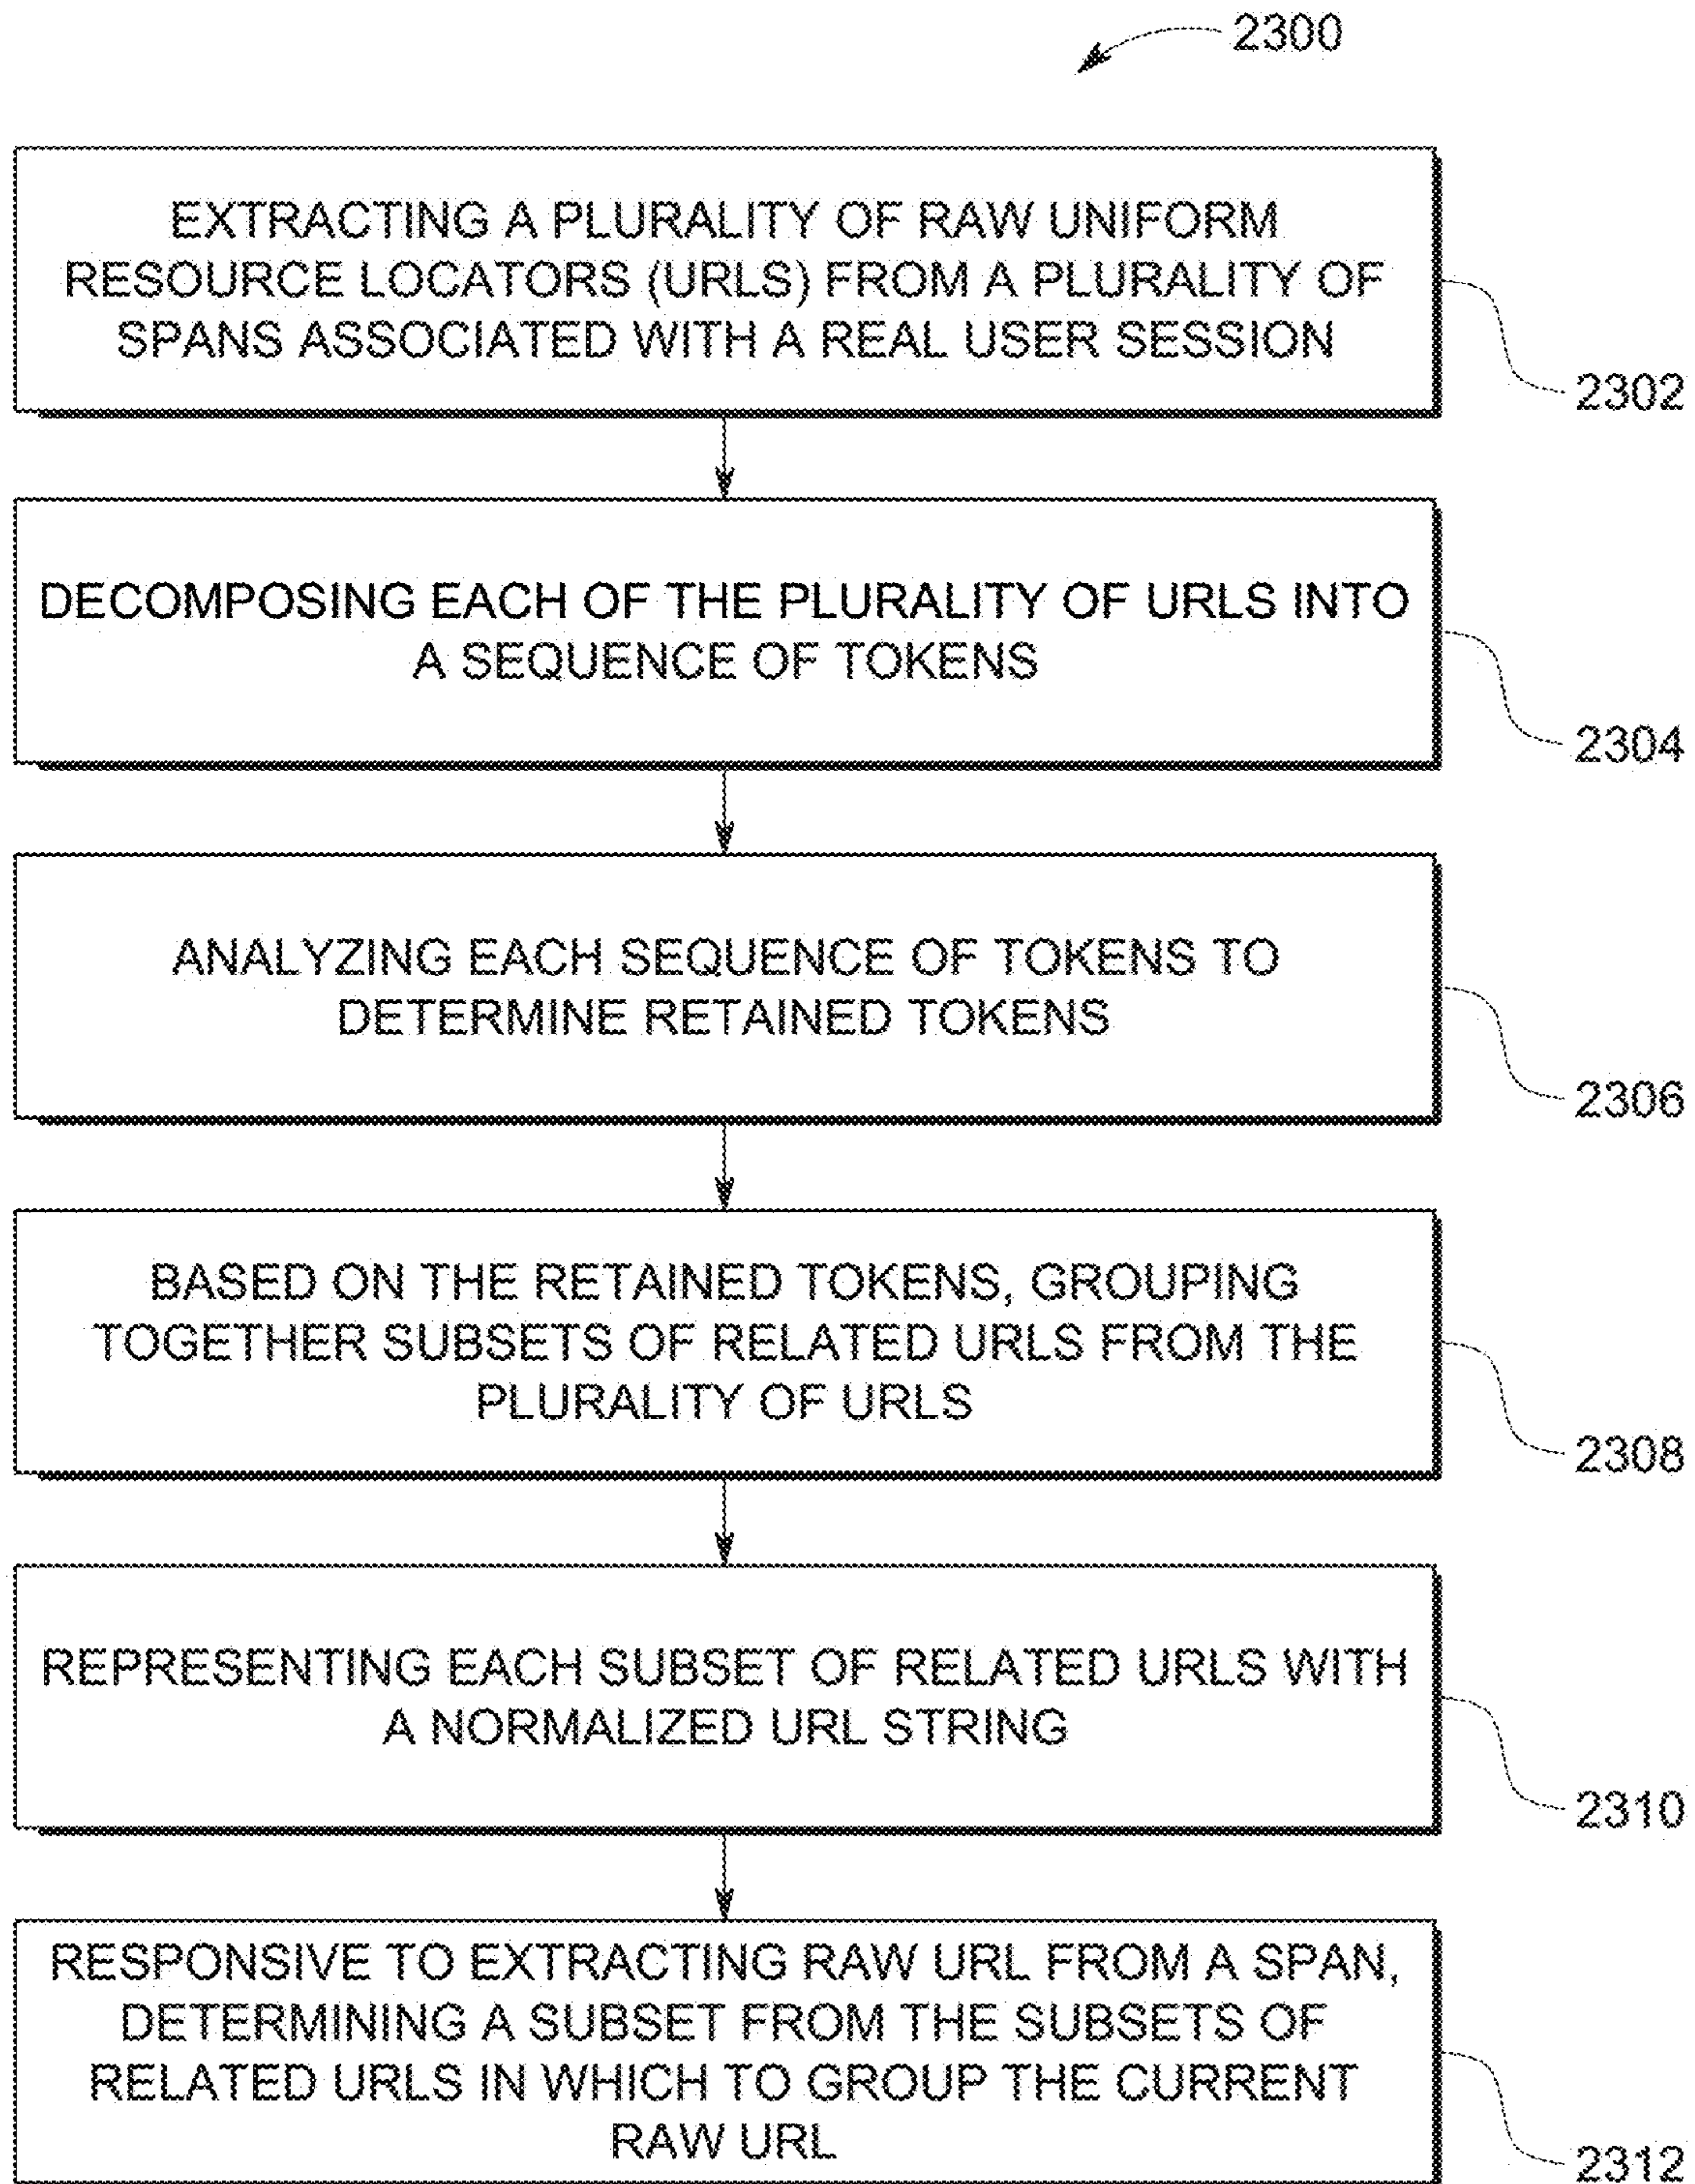 2300
EXTRACTING A PLURALITY OF RAW UNIFORM
RESOURCE LOCATORS (URLS) FROM A PLURALITY OF
SPANS ASSOCIATED WITH A REAL USER SESSION
2302
DECOMPOSING EACH OF THE PLURALITY OF URLS INTO
A SEQUENCE OF TOKENS
2304
ANALYZING EACH SEQUENCE OF TOKENS TO
DETERMINE RETAINED TOKENS
2306
BASED ON THE RETAINED TOKENS, GROUPING
TOGETHER SUBSETS OF RELATED URLS FROM THE
PLURALITY OF URLS
2308
REPRESENTING EACH SUBSET OF RELATED URLS WITH
A NORMALIZED URL STRING
2310
RESPONSIVE TO EXTRACTING RAW URL FROM A SPAN,
DETERMINING A SUBSET FROM THE SUBSETS OF
RELATED URLS IN WHICH TO GROUP THE CURRENT
RAW URL
2312